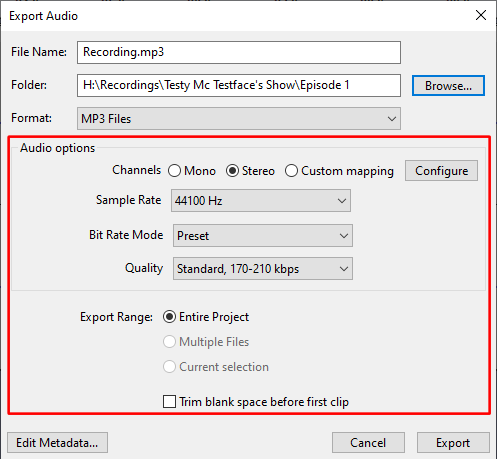 Export Audio
File Name: Recording.mp3
Folder: H:\Recordings\Testy Mc Testface's Show\Episode 1 Browse...
Format: MP3 Files
Audio options
Channels Mono Stereo Custom mapping Configure
Sample Rate 44100 Hz
Bit Rate Mode Preset
Quality Standard, 170-210 kbps
Export Range: Entire Project
Multiple Files
Current selection
Trim blank space before first clip
Edit Metadata... Cancel Export